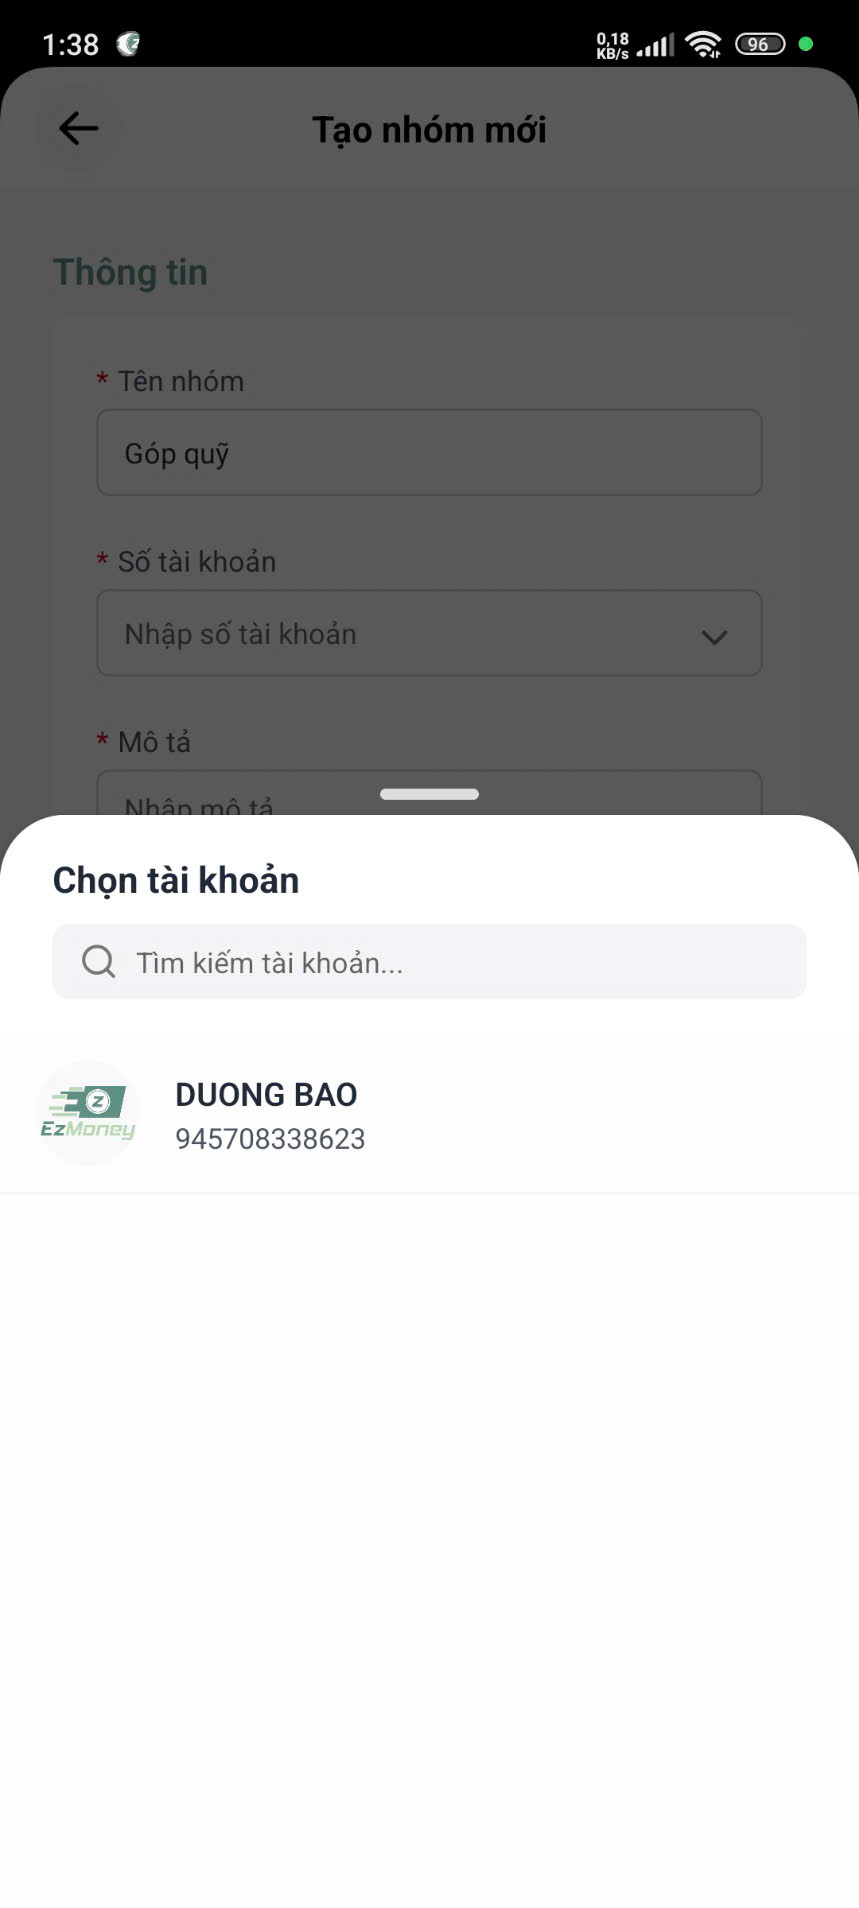 1:38
0,18
KB/s
96
Tạo nhóm mới
Thông tin
* Tên nhóm
Góp quỹ
* Số tài khoản
Nhập số tài khoản
* Mô tả
Nhập mô tả
Chọn tài khoản
Tìm kiếm tài khoản...
DUONG BAO
EzMoney
945708338623